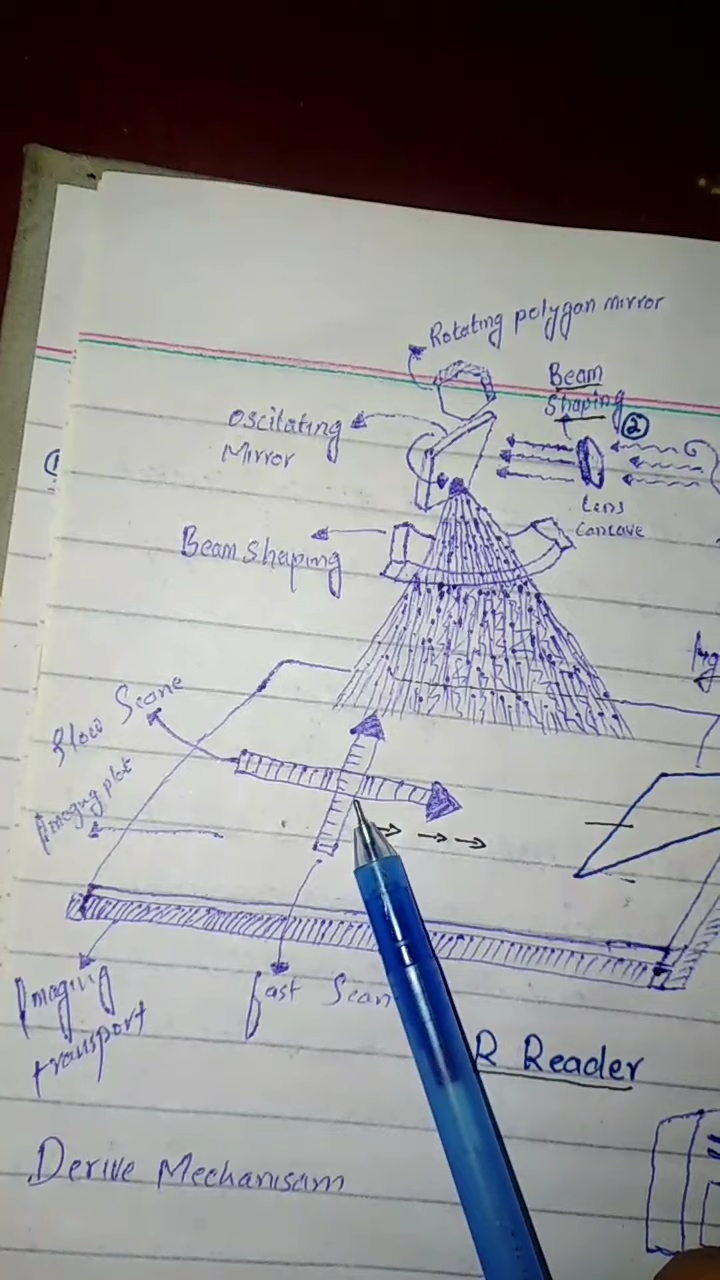 Rotating polygon mirror
Beam
Shaping
2
Oscilating
Mirror
Lens
Concave
Beam shaping
Slow Scane
Imaging plat
Imaging
transport
fast Scan
R Reader
Derive Mechanisam